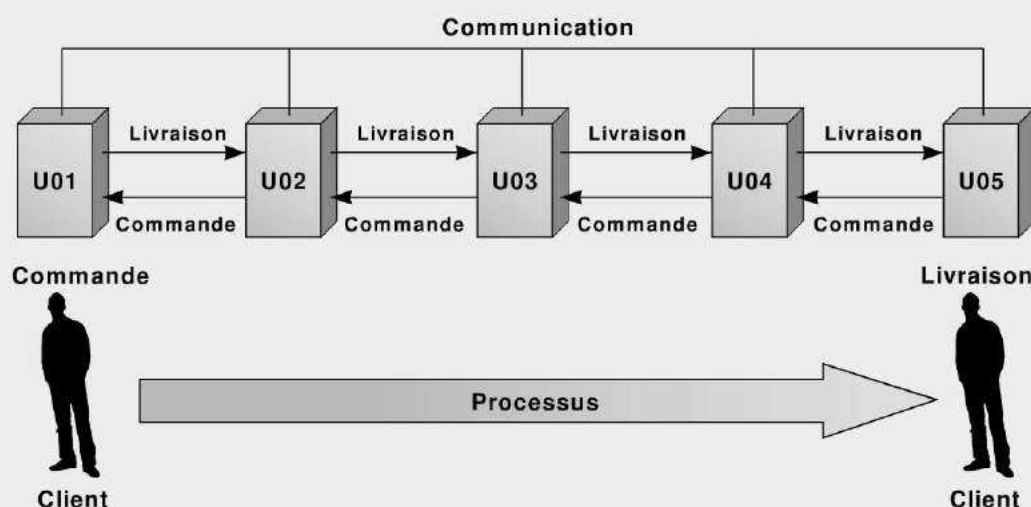 Communication
Livraison Livraison Livraison Livraison
U01 U02 U03 U04 U05
Commande Commande Commande Commande
Commande Livraison
Processus
Client Client